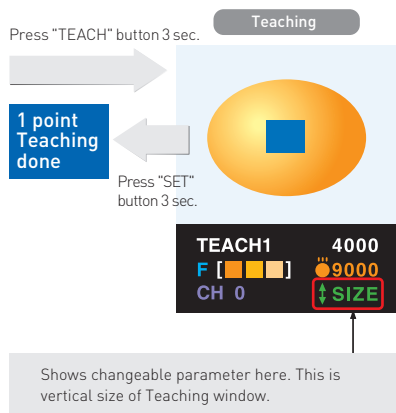 Teaching
Press "TEACH" button 3 sec.
1 point
Teaching
done
Press "SET"
button 3 sec.
TEACH1 4000
F [ ] 9000
CH 0 SIZE
Shows changeable parameter here. This is
vertical size of Teaching window.